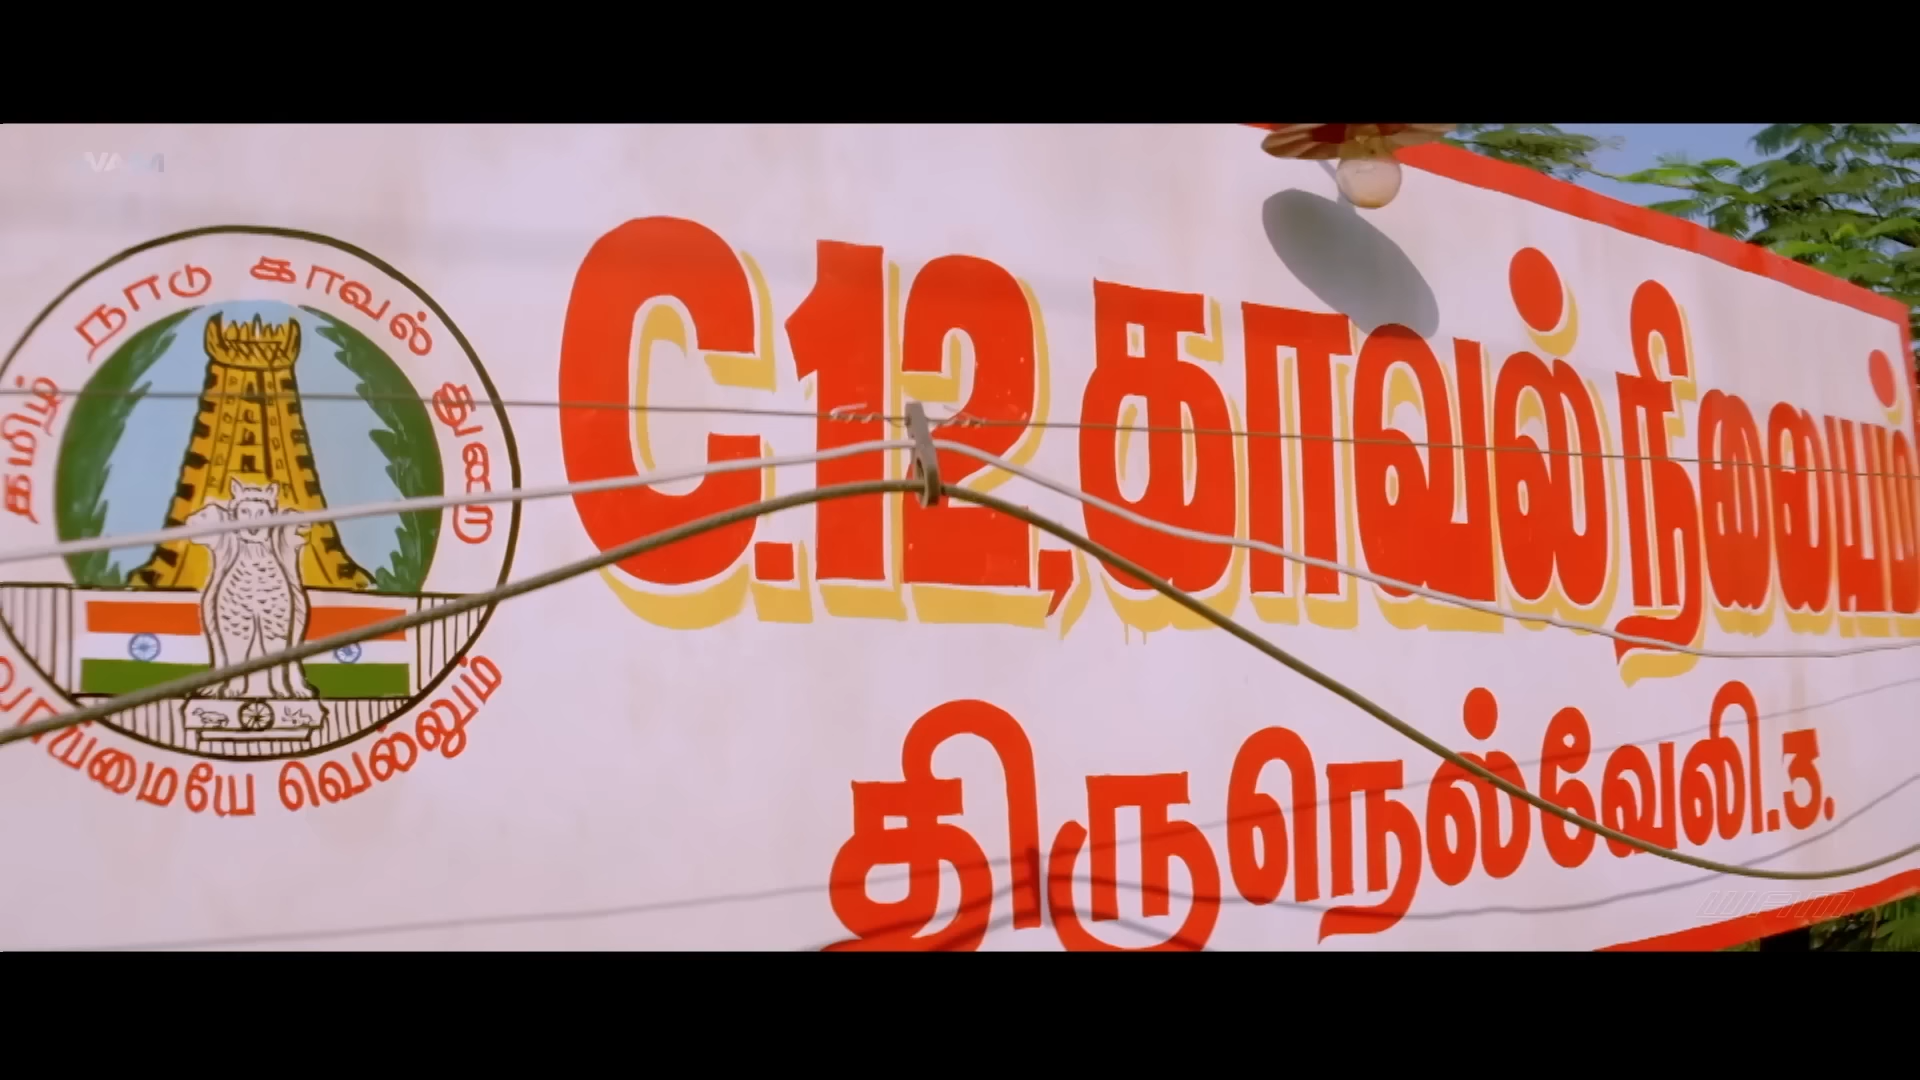 தமிழ் நாடு காவல் துறை
வாய்மையே வெல்லும்
C.12, காவல் நிலையம்
திருநெல்வேலி.3.